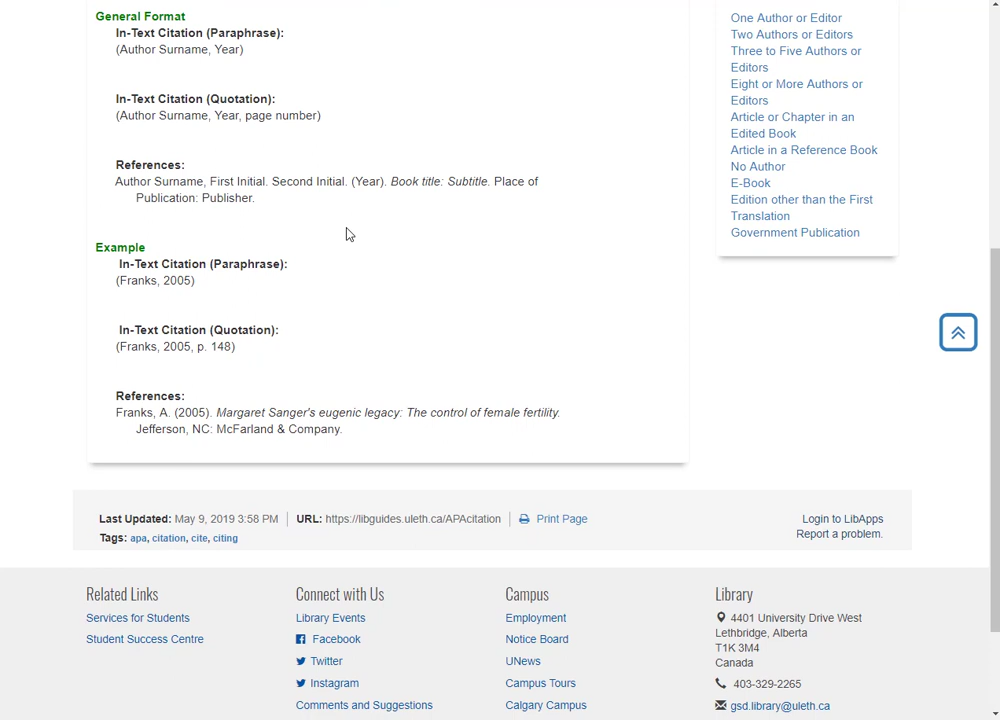 General Format
In-Text Citation (Paraphrase):
(Author Surname, Year)
In-Text Citation (Quotation):
(Author Surname, Year, page number)
References:
Author Surname, First Initial. Second Initial. (Year). Book title: Subtitle. Place of
Publication: Publisher.
Example
In-Text Citation (Paraphrase):
(Franks, 2005)
In-Text Citation (Quotation):
(Franks, 2005, p. 148)
References:
Franks, A. (2005). Margaret Sanger's eugenic legacy: The control of female fertility.
Jefferson, NC: McFarland & Company.
One Author or Editor
Two Authors or Editors
Three to Five Authors or
Editors
Eight or More Authors or
Editors
Article or Chapter in an
Edited Book
Article in a Reference Book
No Author
E-Book
Edition other than the First
Translation
Government Publication
Last Updated: May 9, 2019 3:58 PM URL: https://libguides.uleth.ca/APAcitation Print Page
Login to LibApps
Tags: apa, citation, cite, citing
Report a problem.
Related Links
Services for Students
Student Success Centre
Connect with Us
Library Events
Facebook
Twitter
Instagram
Comments and Suggestions
Campus
Employment
Notice Board
UNews
Campus Tours
Calgary Campus
Library
4401 University Drive West
Lethbridge, Alberta
T1K 3M4
Canada
403-329-2265
gsd.library@uleth.ca